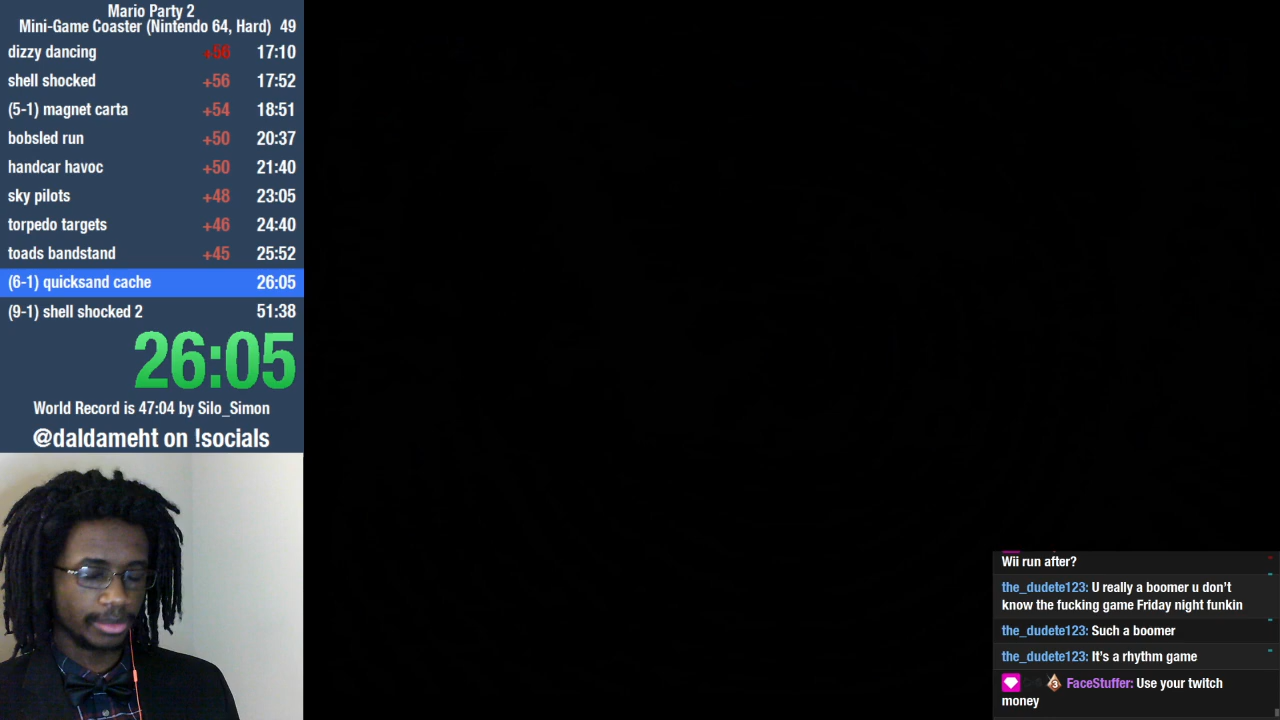 Mario Party 2
Mini-Game Coaster (Nintendo 64, Hard) 49
dizzy dancing +56 17:10
shell shocked +56 17:52
(5-1) magnet carta +54 18:51
bobsled run +50 20:37
handcar havoc +50 21:40
sky pilots +48 23:05
torpedo targets +46 24:40
toads bandstand +45 25:52
(6-1) quicksand cache 26:05
(9-1) shell shocked 2 51:38
26:05
World Record is 47:04 by Silo_Simon
@daldameht on !socials
Wii run after?
the_dudete123: U really a boomer u don't
know the fucking game Friday night funkin
the_dudete123: Such a boomer
the_dudete123: It's a rhythm game
3 FaceStuffer: Use your twitch
money